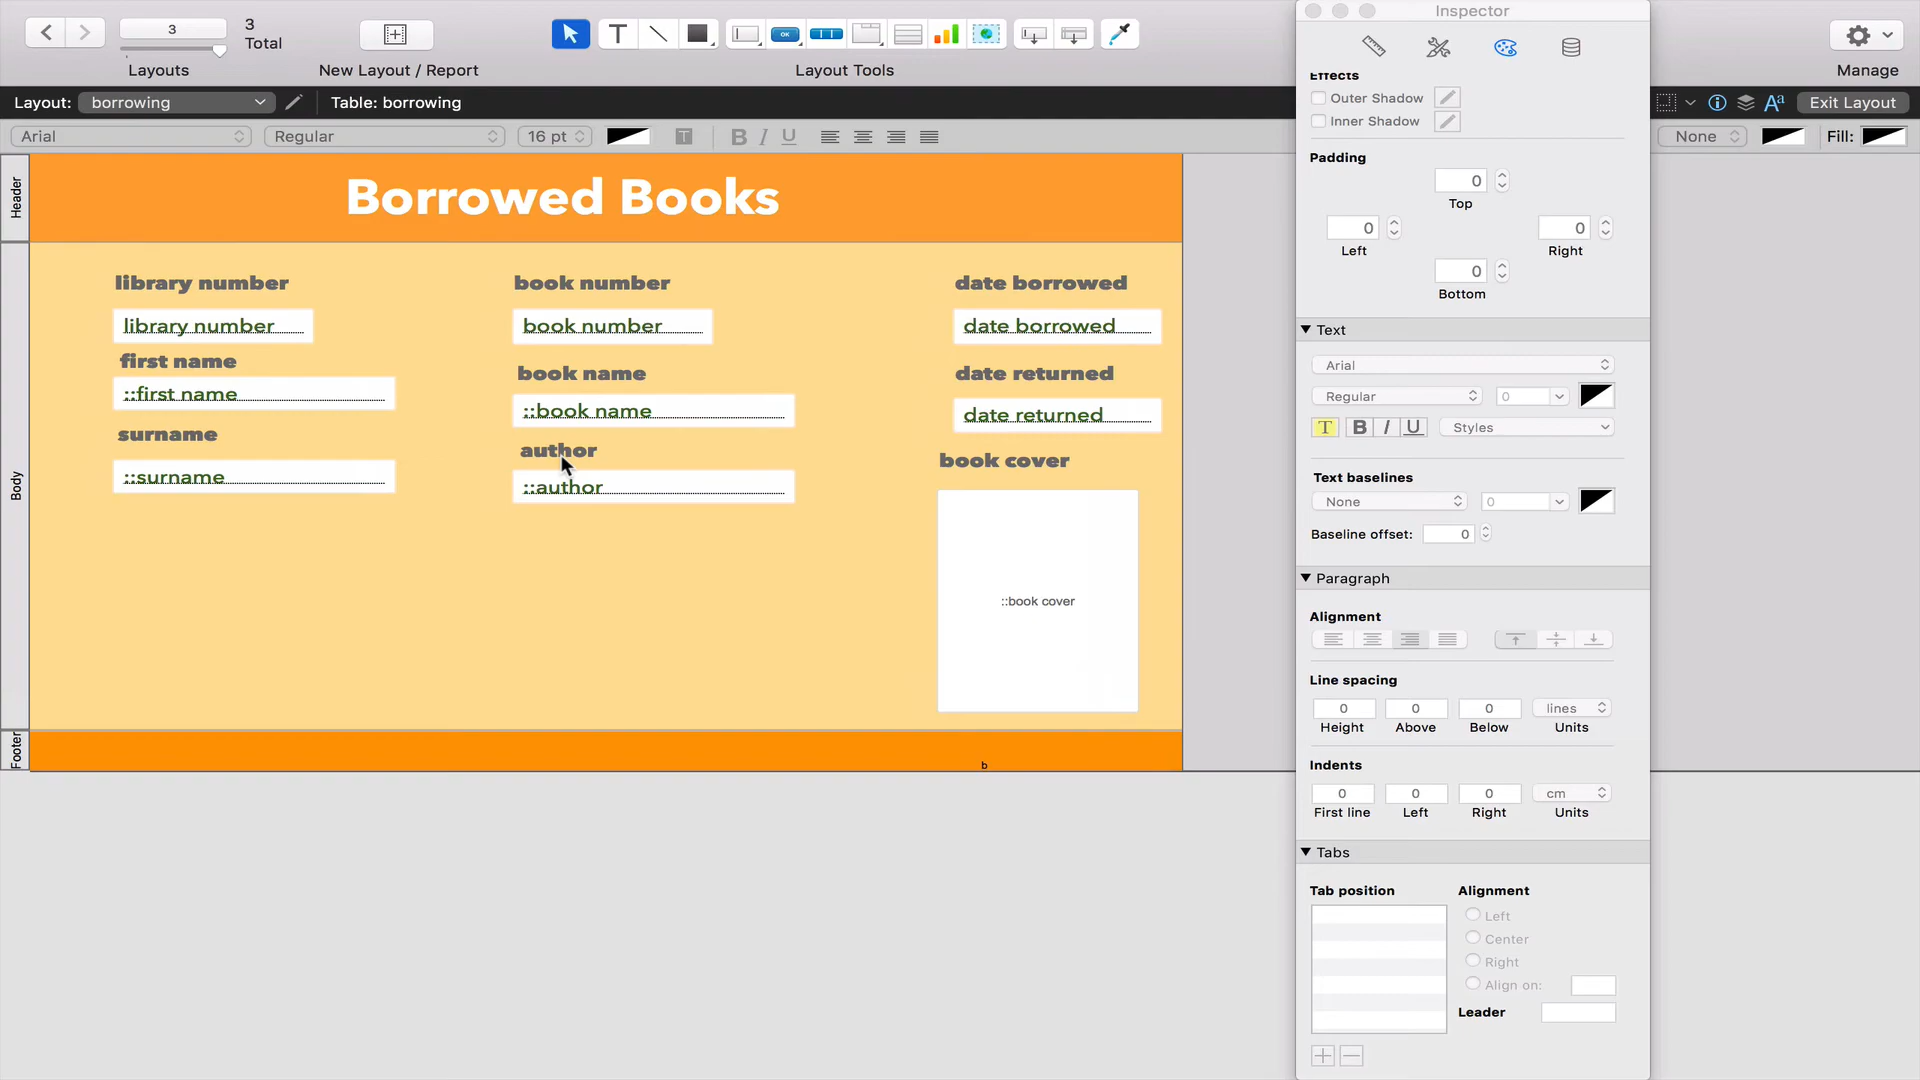 3
3
Total
Layouts
New Layout / Report
T
OK
Layout Tools
Manage
Layout: borrowing
Table: borrowing
Aa
Exit Layout
Arial
Regular
16 pt
T
B I U
None
Fill:
Header
Borrowed Books
Body
library number
library number
first name
::first name
surname
::surname
book number
book number
book name
::book name
author
::author
date borrowed
date borrowed
date returned
date returned
book cover
::book cover
Footer
b
Inspector
Effects
Outer Shadow
Inner Shadow
Padding
0
Top
0
Left
0
Right
0
Bottom
Text
Arial
Regular
0
T B I U
Styles
Text baselines
None
0
Baseline offset: 0
Paragraph
Alignment
Line spacing
0 0 0 lines
Height Above Below Units
Indents
0 0 0 cm
First line Left Right Units
Tabs
Tab position
Alignment
Left
Center
Right
Align on:
Leader